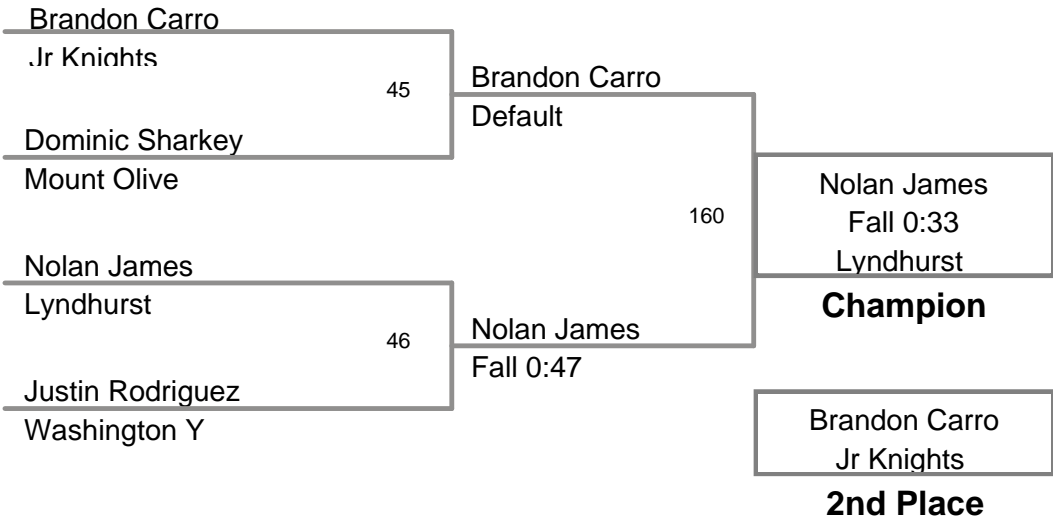 Brandon Carro
Jr Knights
45
Brandon Carro
Default
Dominic Sharkey
Mount Olive
Nolan James
Fall 0:33
Lyndhurst
Champion
160
Nolan James
Lyndhurst
46
Nolan James
Fall 0:47
Justin Rodriguez
Washington Y
Brandon Carro
Jr Knights
2nd Place